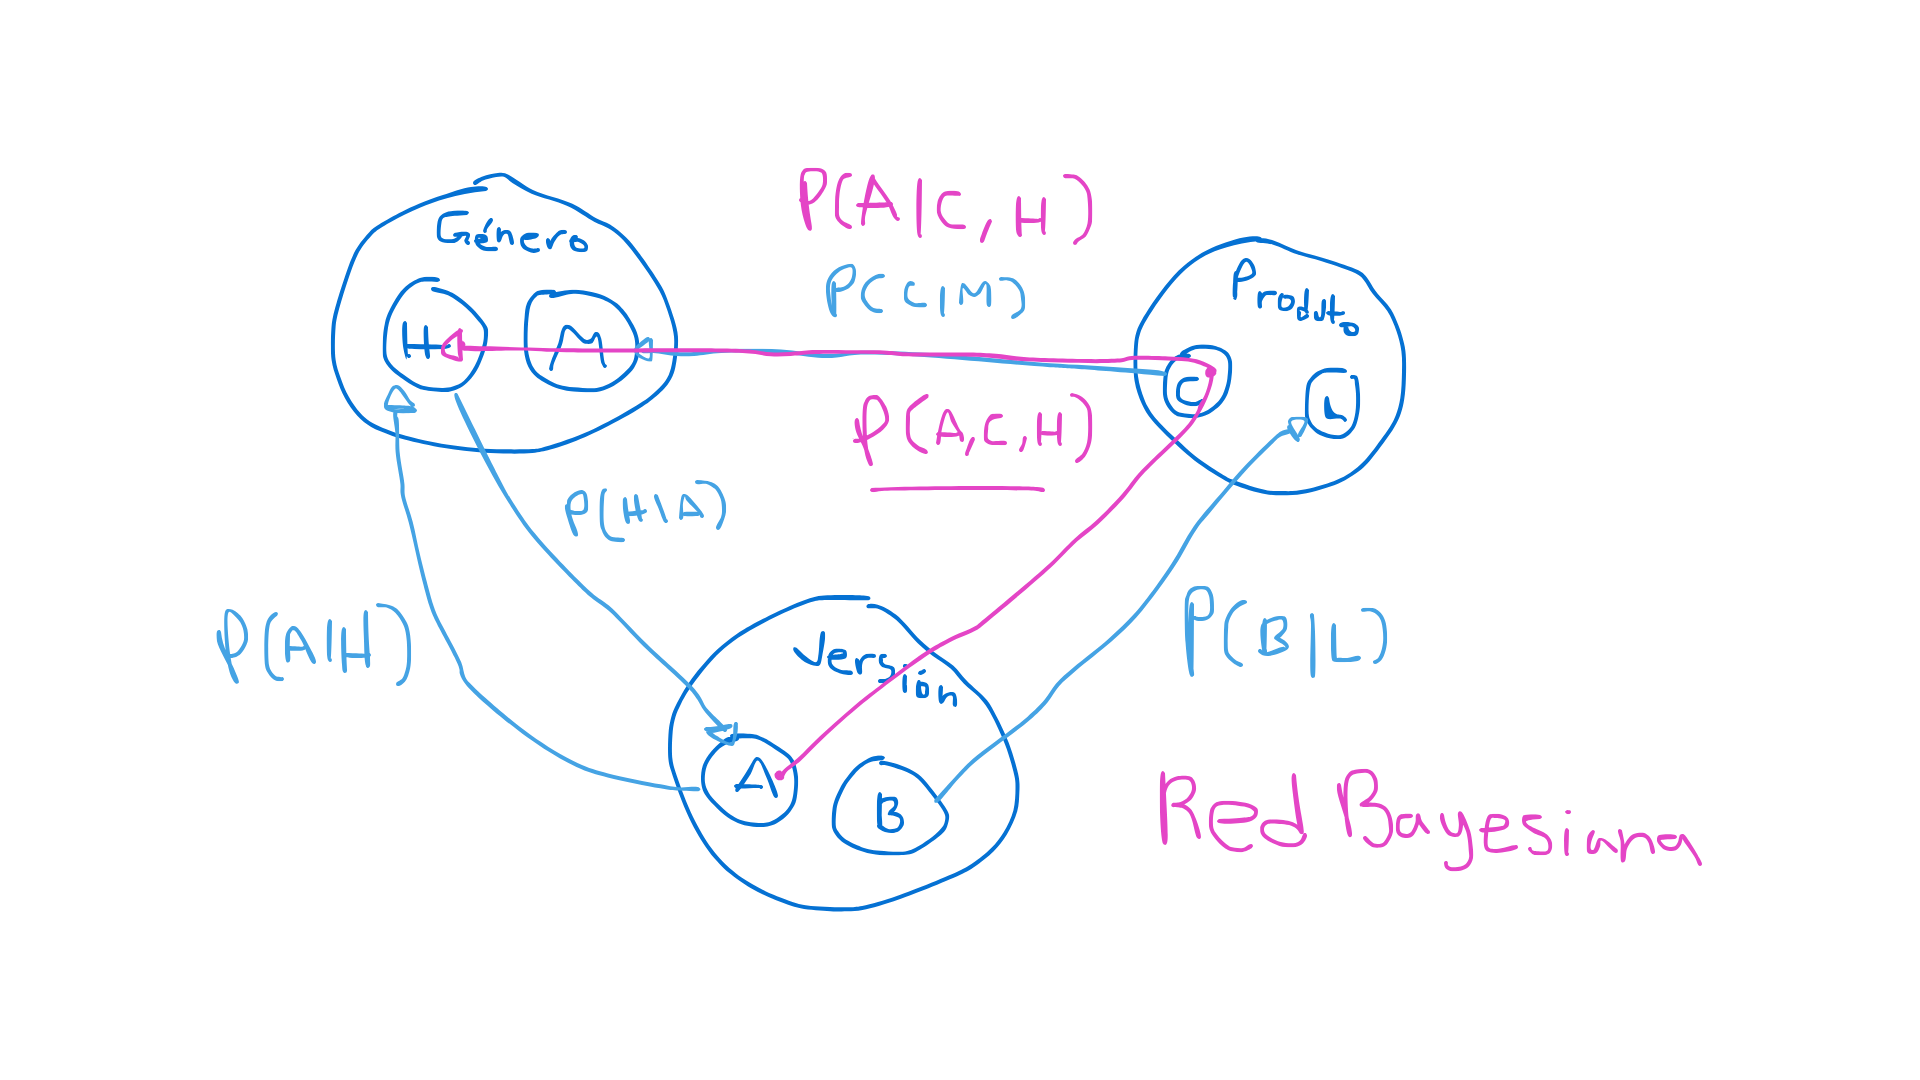 P(A|C, H)
Género
P(C|M)
Produto
H
M
C
L
P(A,C,H)
P(H|A)
P(A|H)
P(B|L)
Versión
A
B
Red Bayesiana